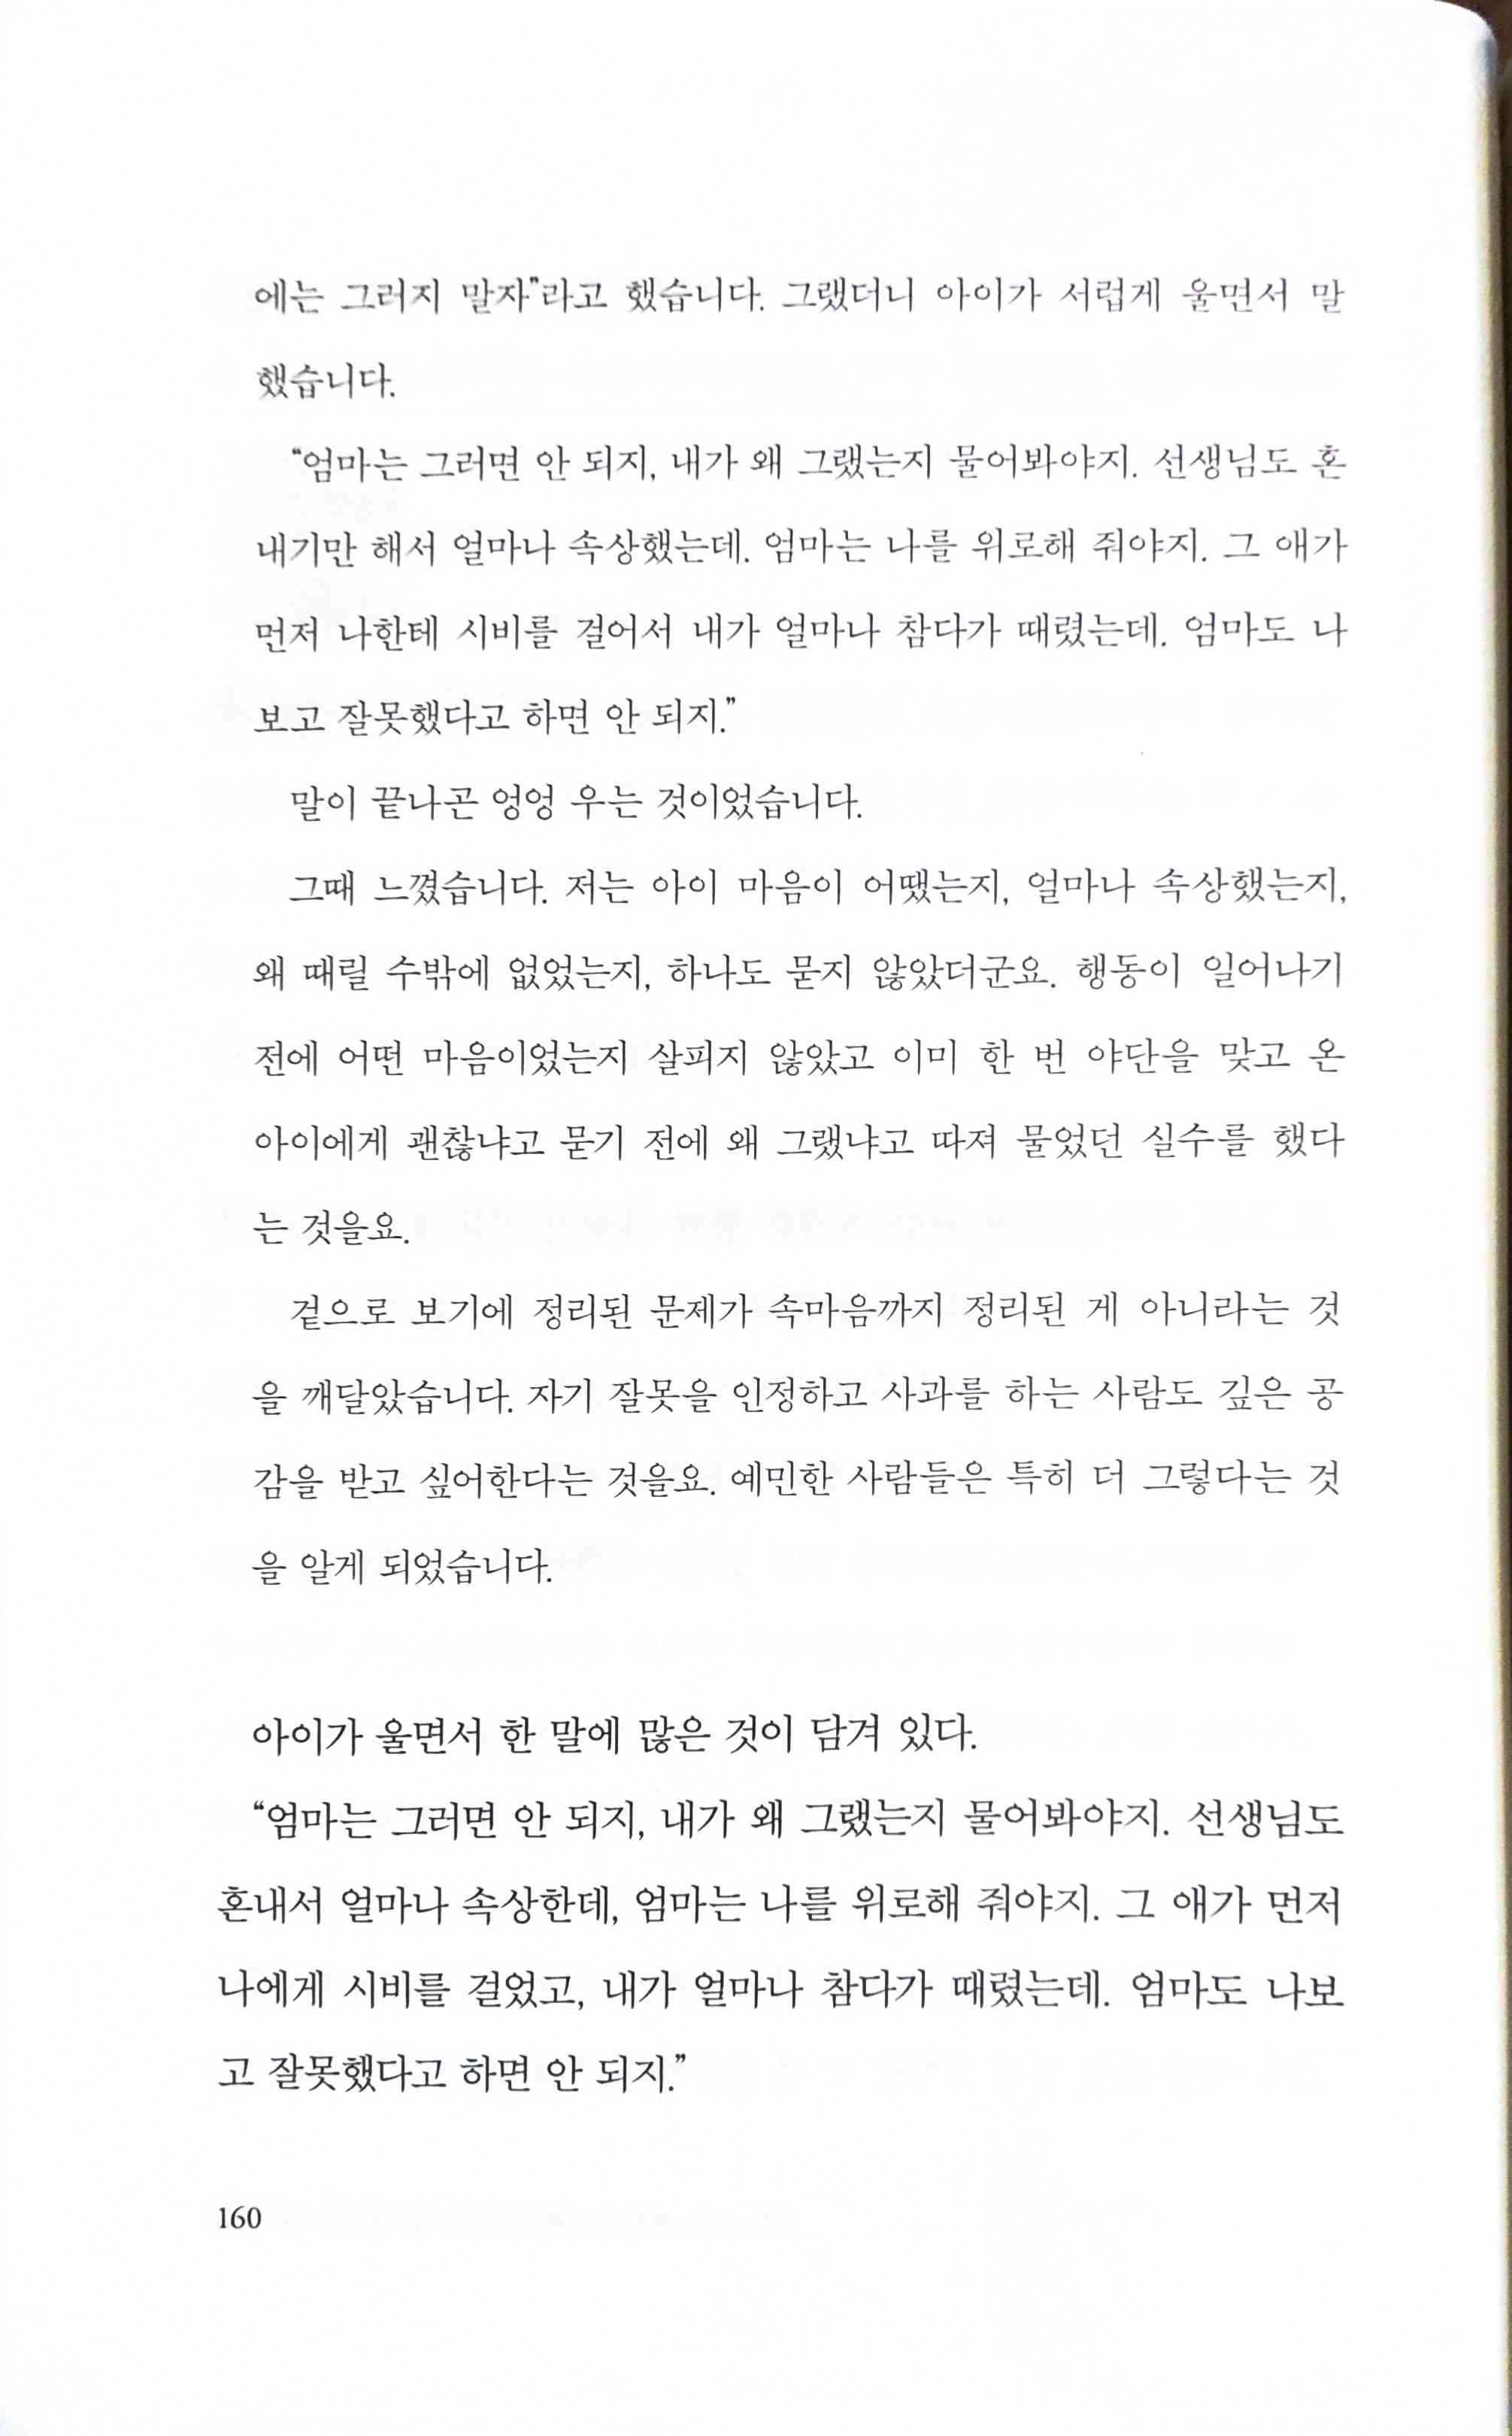 에는 그러지 말자”라고 했습니다. 그랬더니 아이가 서럽게 울면서 말
했습니다.
“엄마는 그러면 안 되지, 내가 왜 그랬는지 물어봐야지. 선생님도 혼
내기만 해서 얼마나 속상했는데. 엄마는 나를 위로해 줘야지. 그 애가
먼저 나한테 시비를 걸어서 내가 얼마나 참다가 때렸는데. 엄마도 나
보고 잘못했다고 하면 안 되지.”
말이 끝나곤 엉엉 우는 것이었습니다.
그때 느꼈습니다. 저는 아이 마음이 어땠는지, 얼마나 속상했는지,
왜 때릴 수밖에 없었는지, 하나도 묻지 않았더군요. 행동이 일어나기
전에 어떤 마음이었는지 살피지 않았고 이미 한 번 야단을 맞고 온
아이에게 괜찮냐고 묻기 전에 왜 그랬냐고 따져 물었던 실수를 했다
는 것을요.
겉으로 보기에 정리된 문제가 속마음까지 정리된 게 아니라는 것
을 깨달았습니다. 자기 잘못을 인정하고 사과를 하는 사람도 깊은 공
감을 받고 싶어한다는 것을요. 예민한 사람들은 특히 더 그렇다는 것
을 알게 되었습니다.
아이가 울면서 한 말에 많은 것이 담겨 있다.
“엄마는 그러면 안 되지, 내가 왜 그랬는지 물어봐야지. 선생님도
혼내서 얼마나 속상한데, 엄마는 나를 위로해 줘야지. 그 애가 먼저
나에게 시비를 걸었고, 내가 얼마나 참다가 때렸는데. 엄마도 나보
고 잘못했다고 하면 안 되지.”
160